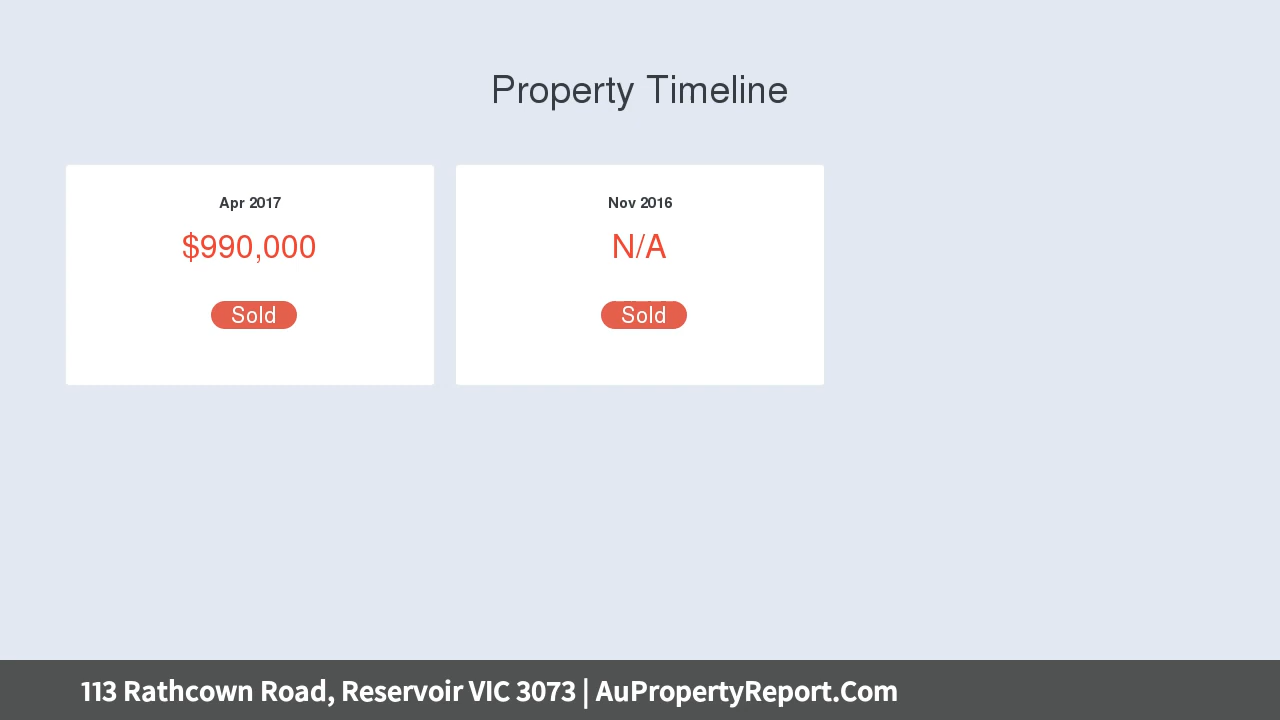 Property Timeline
Apr 2017
$990,000
Sold
Nov 2016
N/A
Sold
113 Rathcown Road, Reservoir VIC 3073 | AuPropertyReport.Com